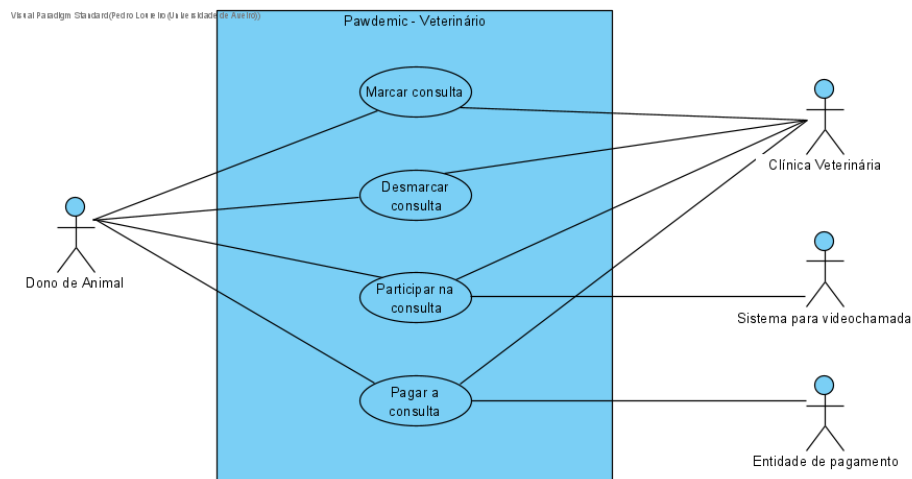 Visual Paradigm Standard(Pedro Loureiro(Universidade de Aveiro))
Pawdemic - Veterinário
Marcar consulta
Clínica Veterinária
Desmarcar
consulta
Dono de Animal
Participar na
consulta
Sistema para videochamada
Pagar a
consulta
Entidade de pagamento